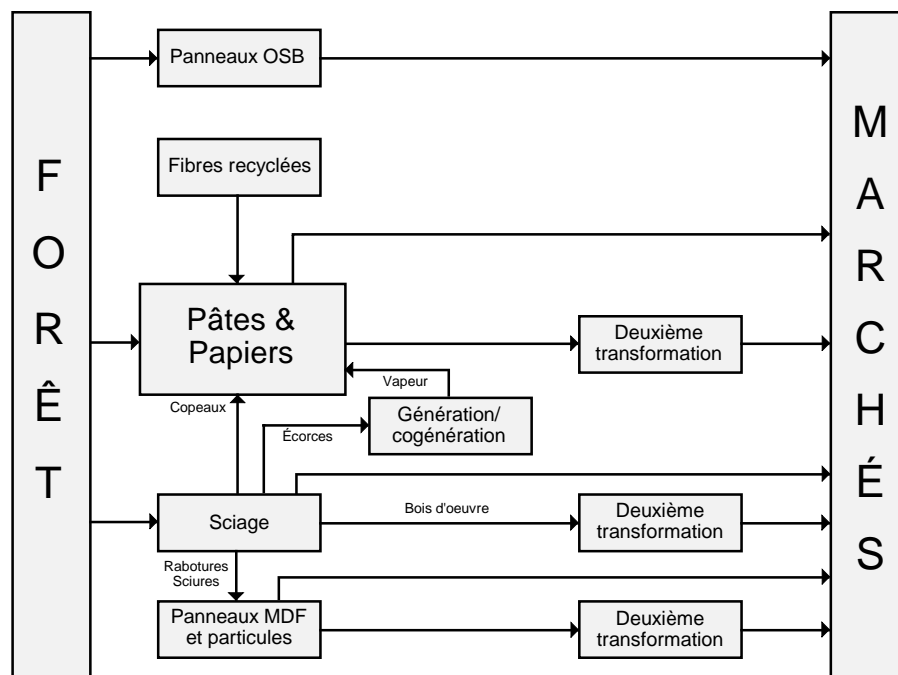 FORÊT
Panneaux OSB
Fibres recyclées
Pâtes &
Papiers
Deuxième
transformation
Vapeur
Copeaux
Génération/
cogénération
Écorces
Sciage
Bois d'oeuvre
Deuxième
transformation
Rabotures
Sciures
Panneaux MDF
et particules
Deuxième
transformation
MARCHÉS